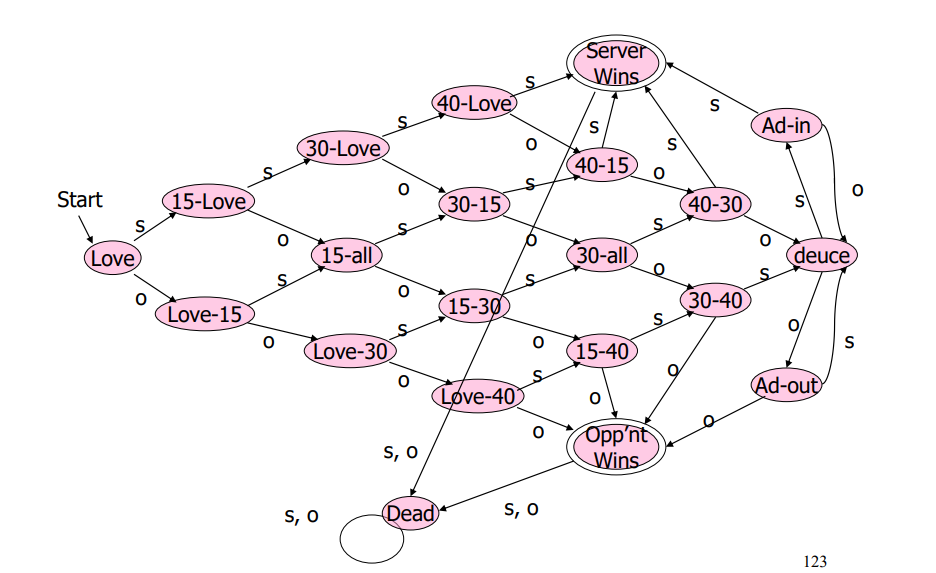 Server
Wins
s
40-Love
s
s
Ad-in
s
o
s
30-Love
40-15
s
o
s
o
o
Start
15-Love
s
30-15
s
40-30
s
s
o
s
o
o
s
Love
15-all
30-all
deuce
o
s
o
s
o
s
Love-15
15-30
30-40
o
s
o
s
o
s
Love-30
15-40
o
s
o
Ad-out
Love-40
o
o
o
Opp'nt
Wins
s, o
s, o
Dead
s, o
123